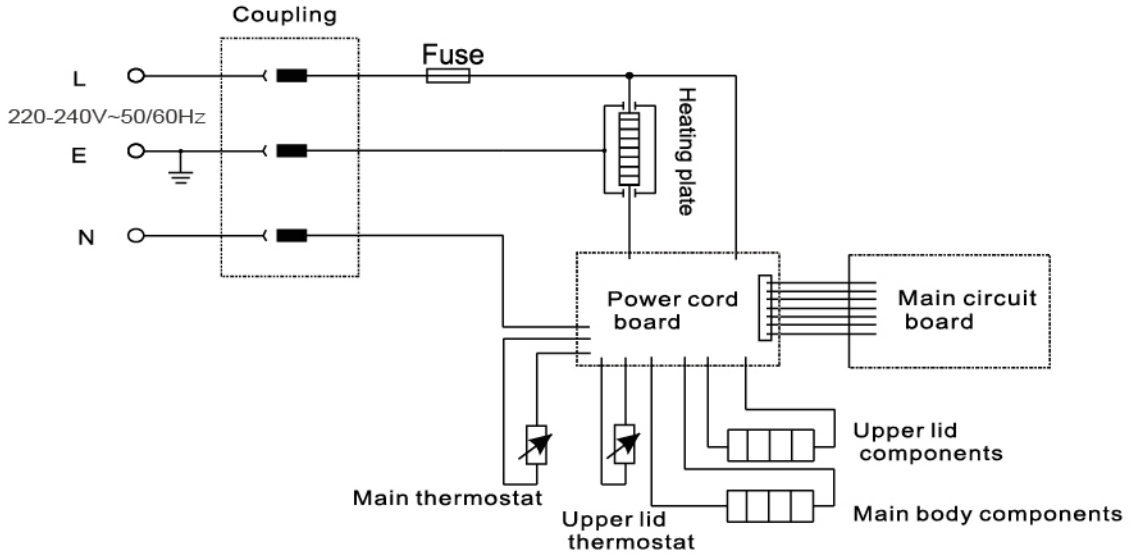 Coupling
Fuse
L
220-240V~50/60Hz
E
N
Heating plate
Power cord
board
Main circuit
board
Main thermostat
Upper lid
thermostat
Upper lid
components
Main body components